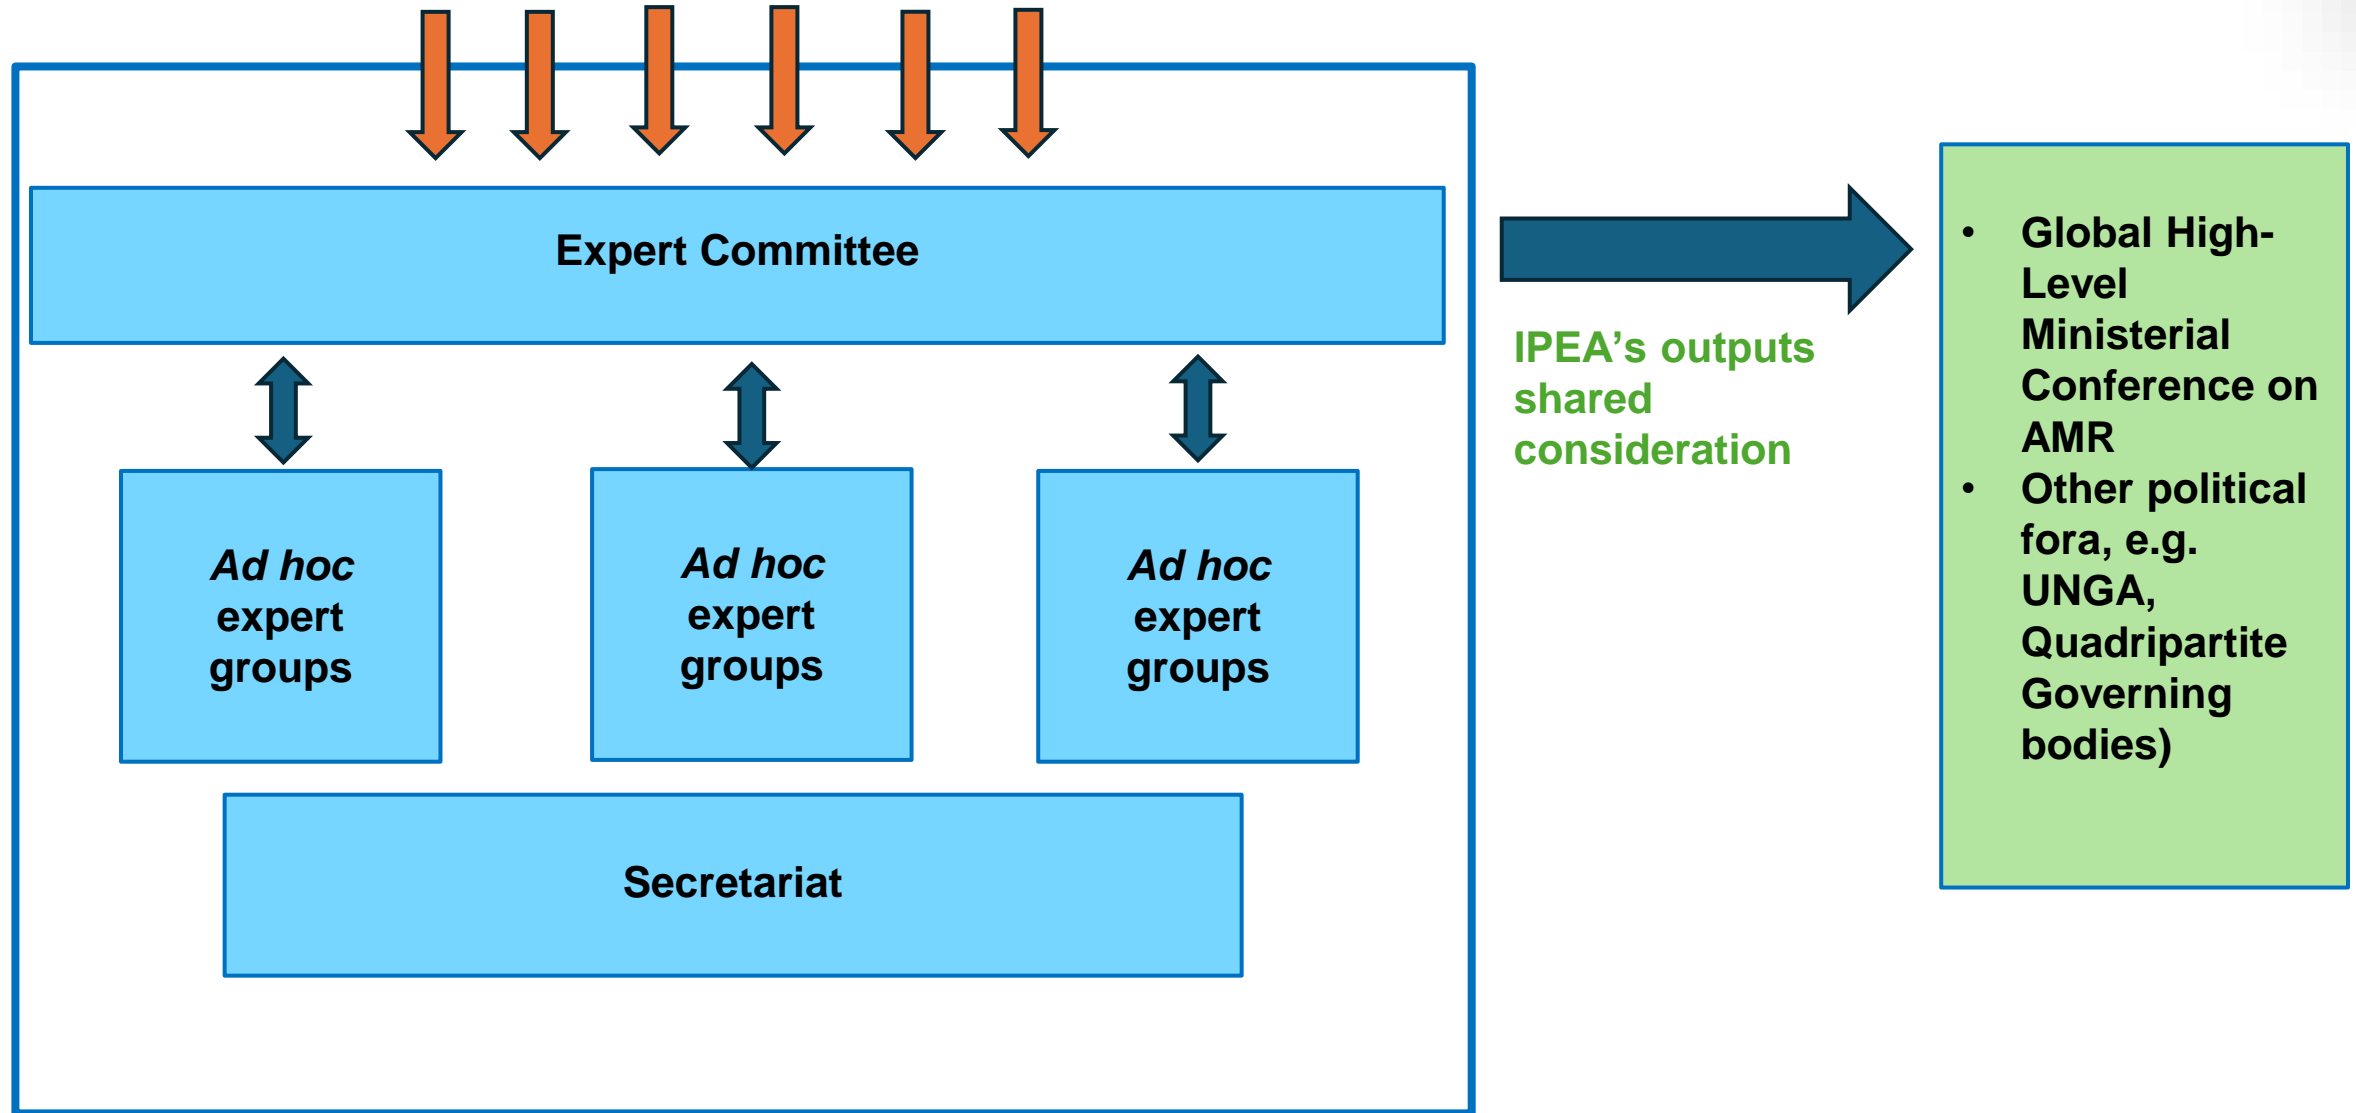 Expert Committee
Ad hoc
expert
groups
Ad hoc
expert
groups
Ad hoc
expert
groups
Secretariat
IPEA’s outputs
shared
consideration
• Global High-
Level
Ministerial
Conference on
AMR
• Other political
fora, e.g.
UNGA,
Quadripartite
Governing
bodies)